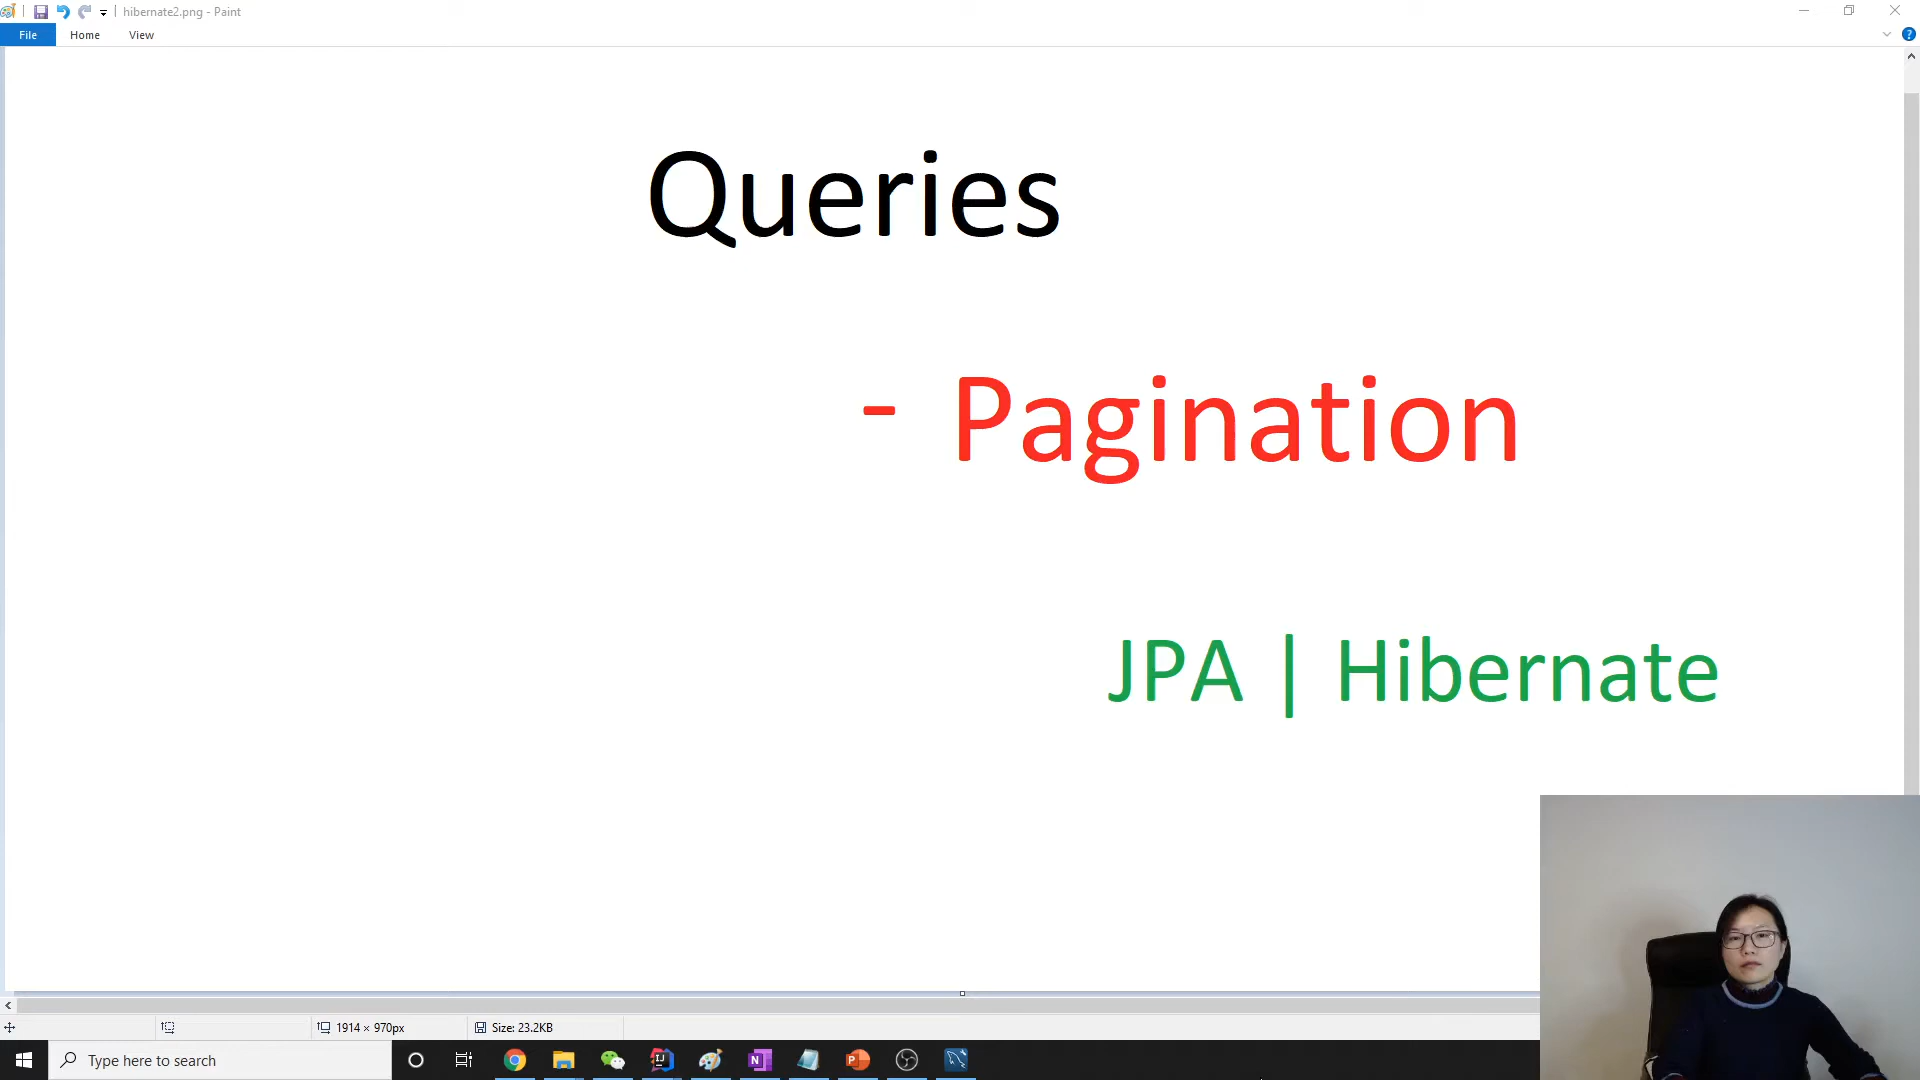 hibernate2.png - Paint
File Home View
Queries
- Pagination
JPA | Hibernate
1914 × 970px Size: 23.2KB
Type here to search